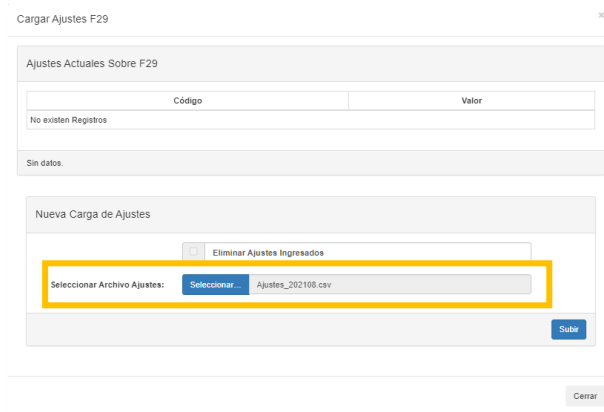 Cargar Ajustes F29
×
Ajustes Actuales Sobre F29
Código Valor
No existen Registros
Sin datos.
Nueva Carga de Ajustes
Eliminar Ajustes Ingresados
Seleccionar Archivo Ajustes: Seleccionar... Ajustes_202108.csv
Subir
Cerrar